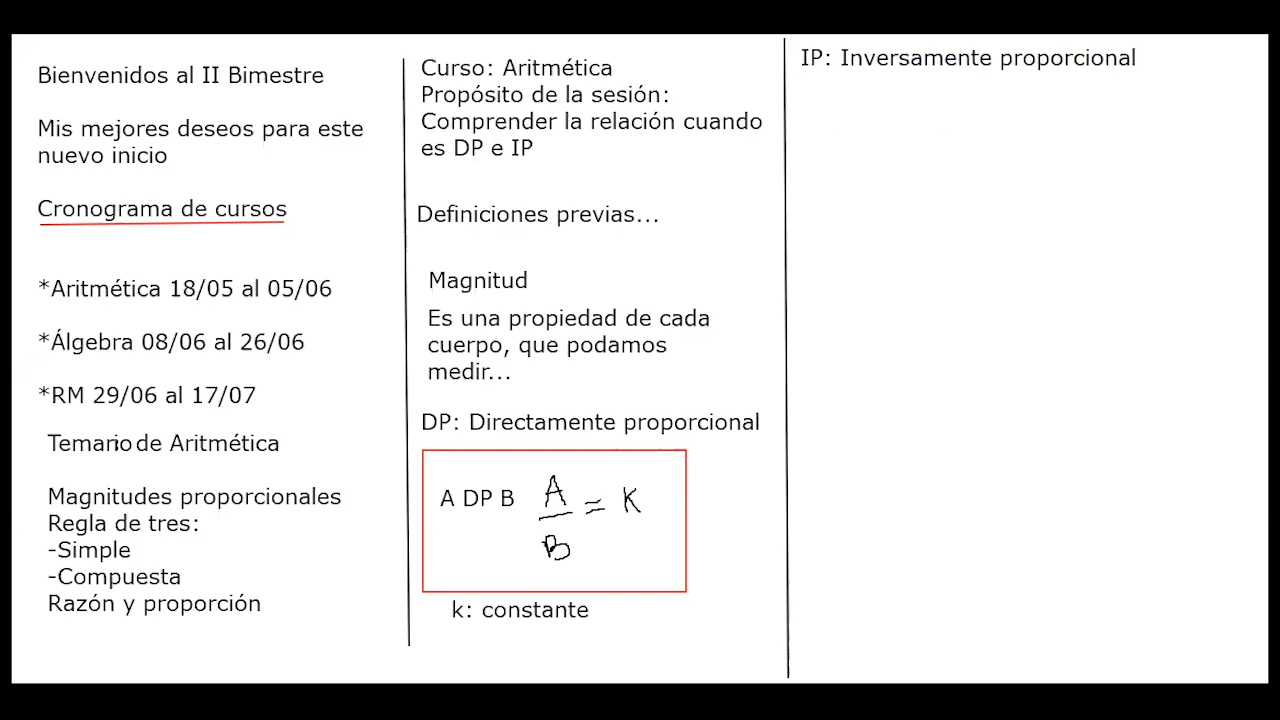 Bienvenidos al II Bimestre
Mis mejores deseos para este
nuevo inicio
Cronograma de cursos
*Aritmética 18/05 al 05/06
*Álgebra 08/06 al 26/06
*RM 29/06 al 17/07
Temario de Aritmética
Magnitudes proporcionales
Regla de tres:
-Simple
-Compuesta
Razón y proporción
Curso: Aritmética
Propósito de la sesión:
Comprender la relación cuando
es DP e IP
Definiciones previas...
Magnitud
Es una propiedad de cada
cuerpo, que podamos
medir...
DP: Directamente proporcional
A DP B A/B = K
k: constante
IP: Inversamente proporcional